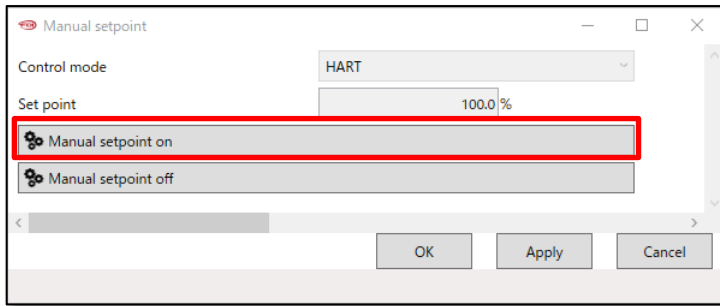 Manual setpoint
Control mode HART
Set point 100.0 %
Manual setpoint on
Manual setpoint off
OK Apply Cancel